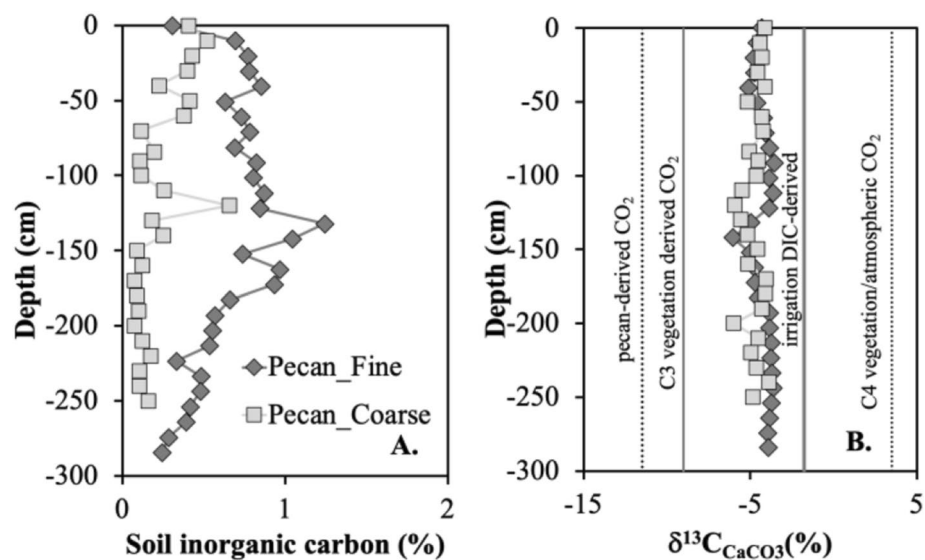 0
-50
-100
-150
-200
-250
-300
Depth (cm)
Pecan_Fine
Pecan_Coarse
A.
0
1
2
Soil inorganic carbon (%)
0
-50
-100
-150
-200
-250
-300
Depth (cm)
pecan-derived CO₂
C3 vegetation derived CO₂
irrigation DIC-derived
C4 vegetation/atmospheric CO₂
B.
-15
-5
5
δ¹³C_CaCO3(%)